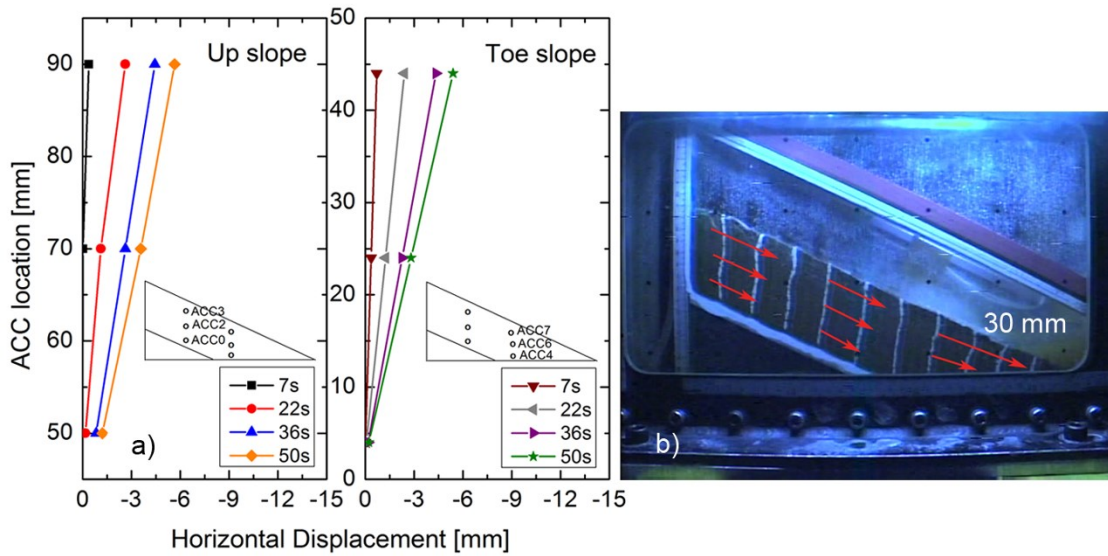 Up slope
Toe slope
ACC location [mm]
90
70
50
50
40
30
20
10
0
ACC3
ACC2
ACC0
ACC7
ACC6
ACC4
7s
22s
36s
50s
7s
22s
36s
50s
a)
0 -3 -6 -9 -12 -15
0 -3 -6 -9 -12 -15
Horizontal Displacement [mm]
30 mm
b)